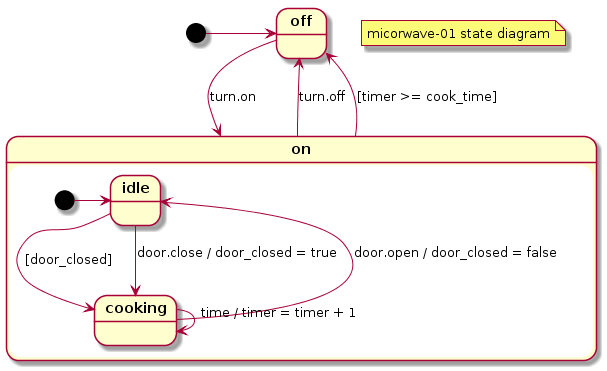 off
micorwave-01 state diagram
turn.on
turn.off
[timer >= cook_time]
on
idle
[door_closed]
door.close / door_closed = true
door.open / door_closed = false
cooking
time / timer = timer + 1